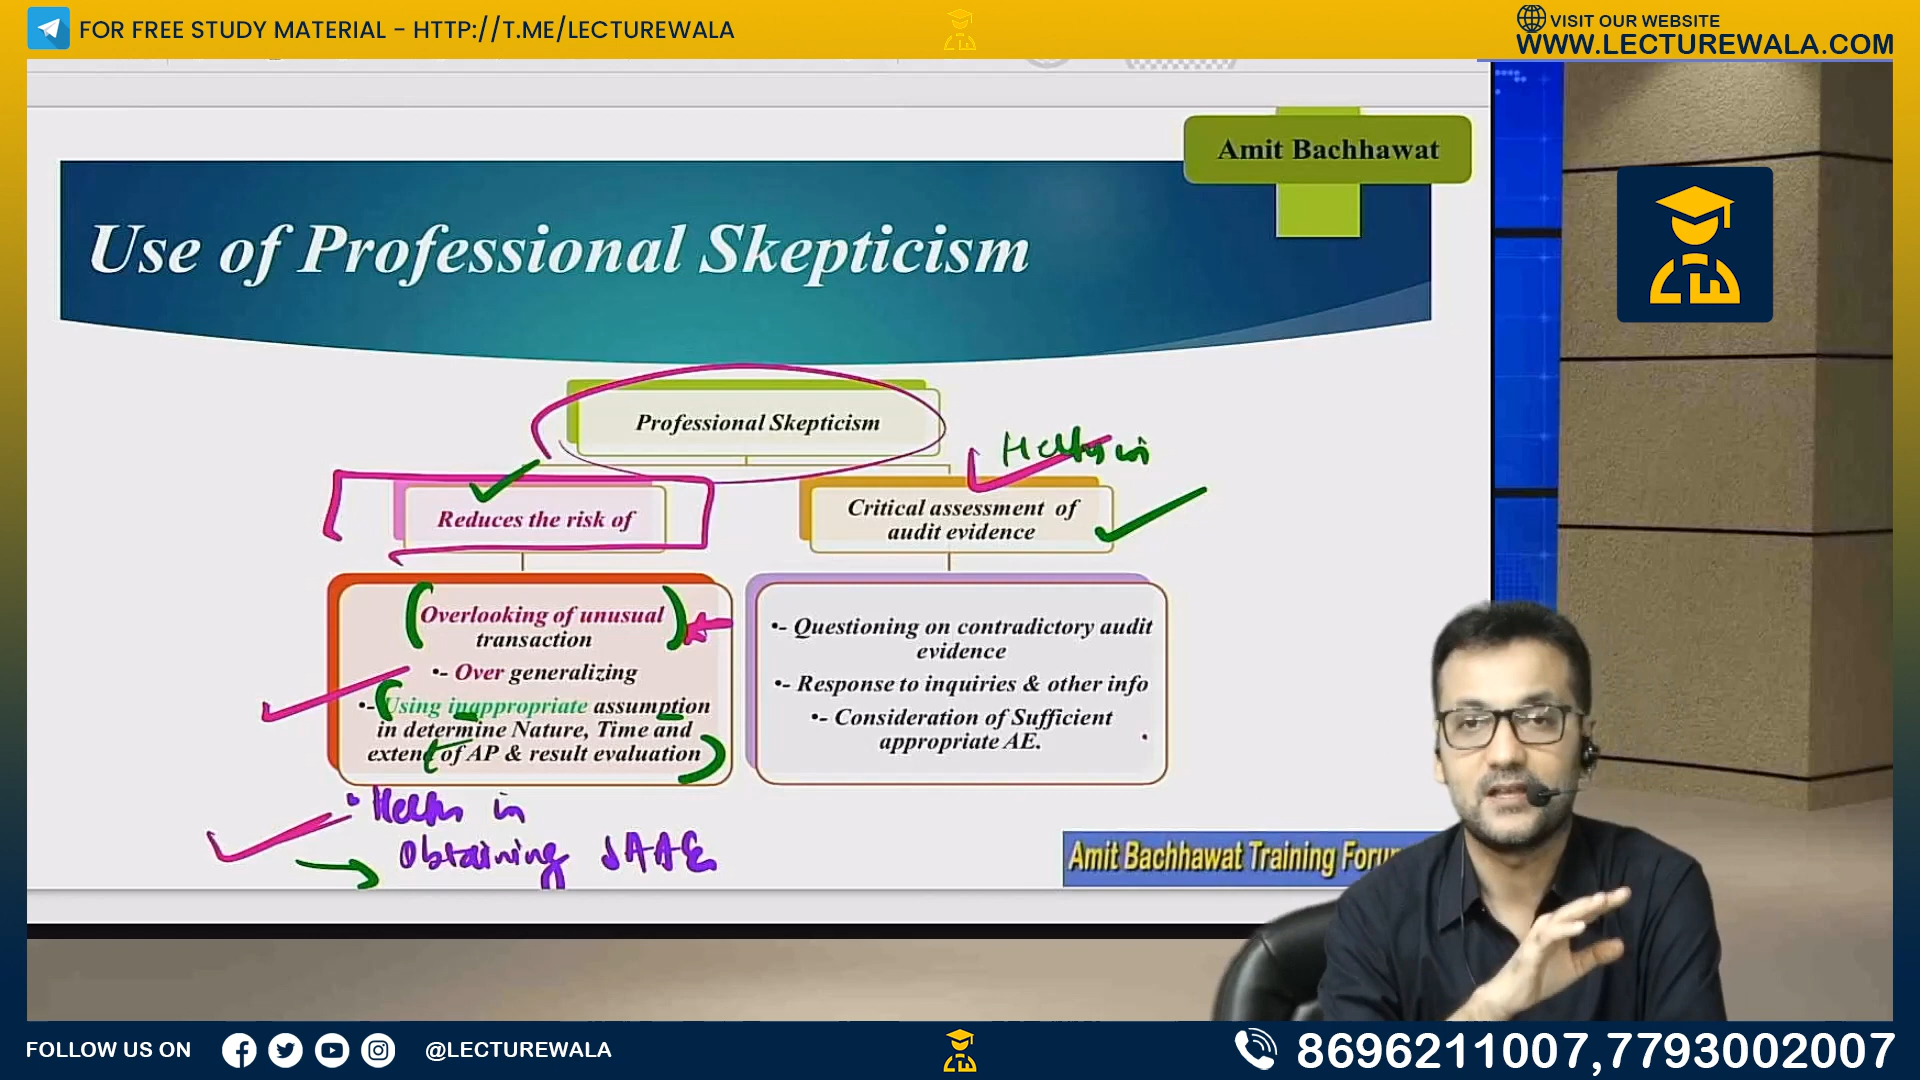 FOR FREE STUDY MATERIAL - HTTP://T.ME/LECTUREWALA
VISIT OUR WEBSITE
WWW.LECTUREWALA.COM
Amit Bachhawat
Use of Professional Skepticism
Professional Skepticism
Helps in
Reduces the risk of
Critical assessment of
audit evidence
Overlooking of unusual
transaction
•- Over generalizing
•- Using inappropriate assumption
in determine Nature, Time and
extend of AP & result evaluation
•- Questioning on contradictory audit
evidence
•- Response to inquiries & other info
•- Consideration of Sufficient
appropriate AE.
• Helps in
Obtaining SAAE
Amit Bachhawat Training Foru
FOLLOW US ON
@LECTUREWALA
8696211007,7793002007